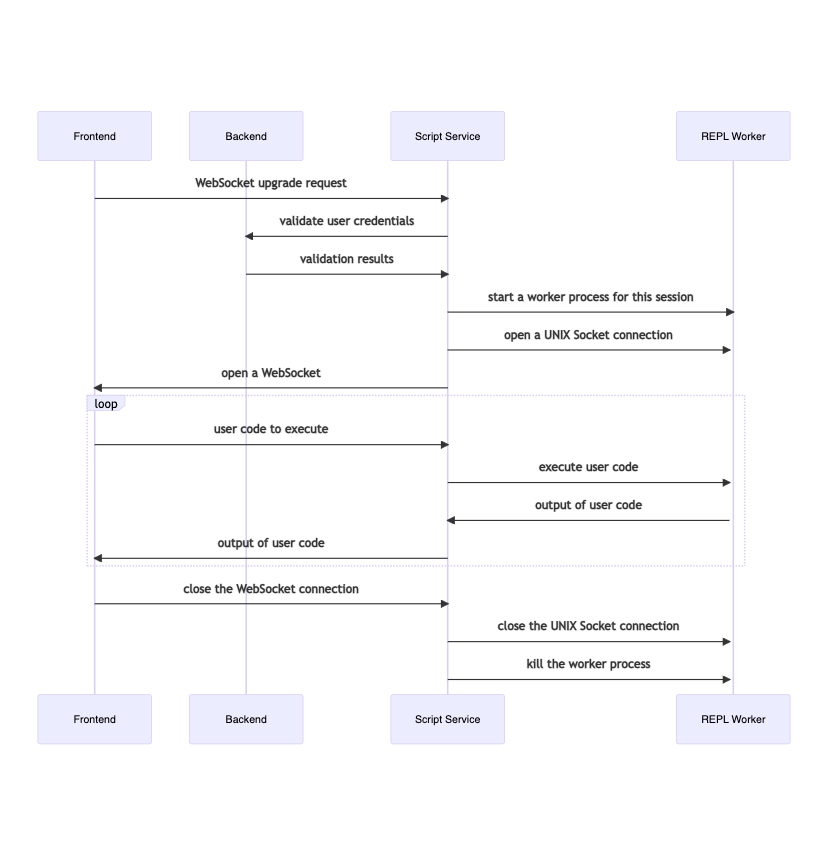 Frontend
Backend
Script Service
REPL Worker
WebSocket upgrade request
validate user credentials
validation results
start a worker process for this session
open a UNIX Socket connection
open a WebSocket
loop
user code to execute
execute user code
output of user code
output of user code
close the WebSocket connection
close the UNIX Socket connection
kill the worker process
Frontend
Backend
Script Service
REPL Worker